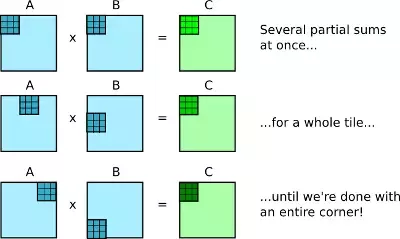 A B C
x =
Several partial sums
at once...
A B C
x =
...for a whole tile...
A B C
x =
...until we're done with
an entire corner!